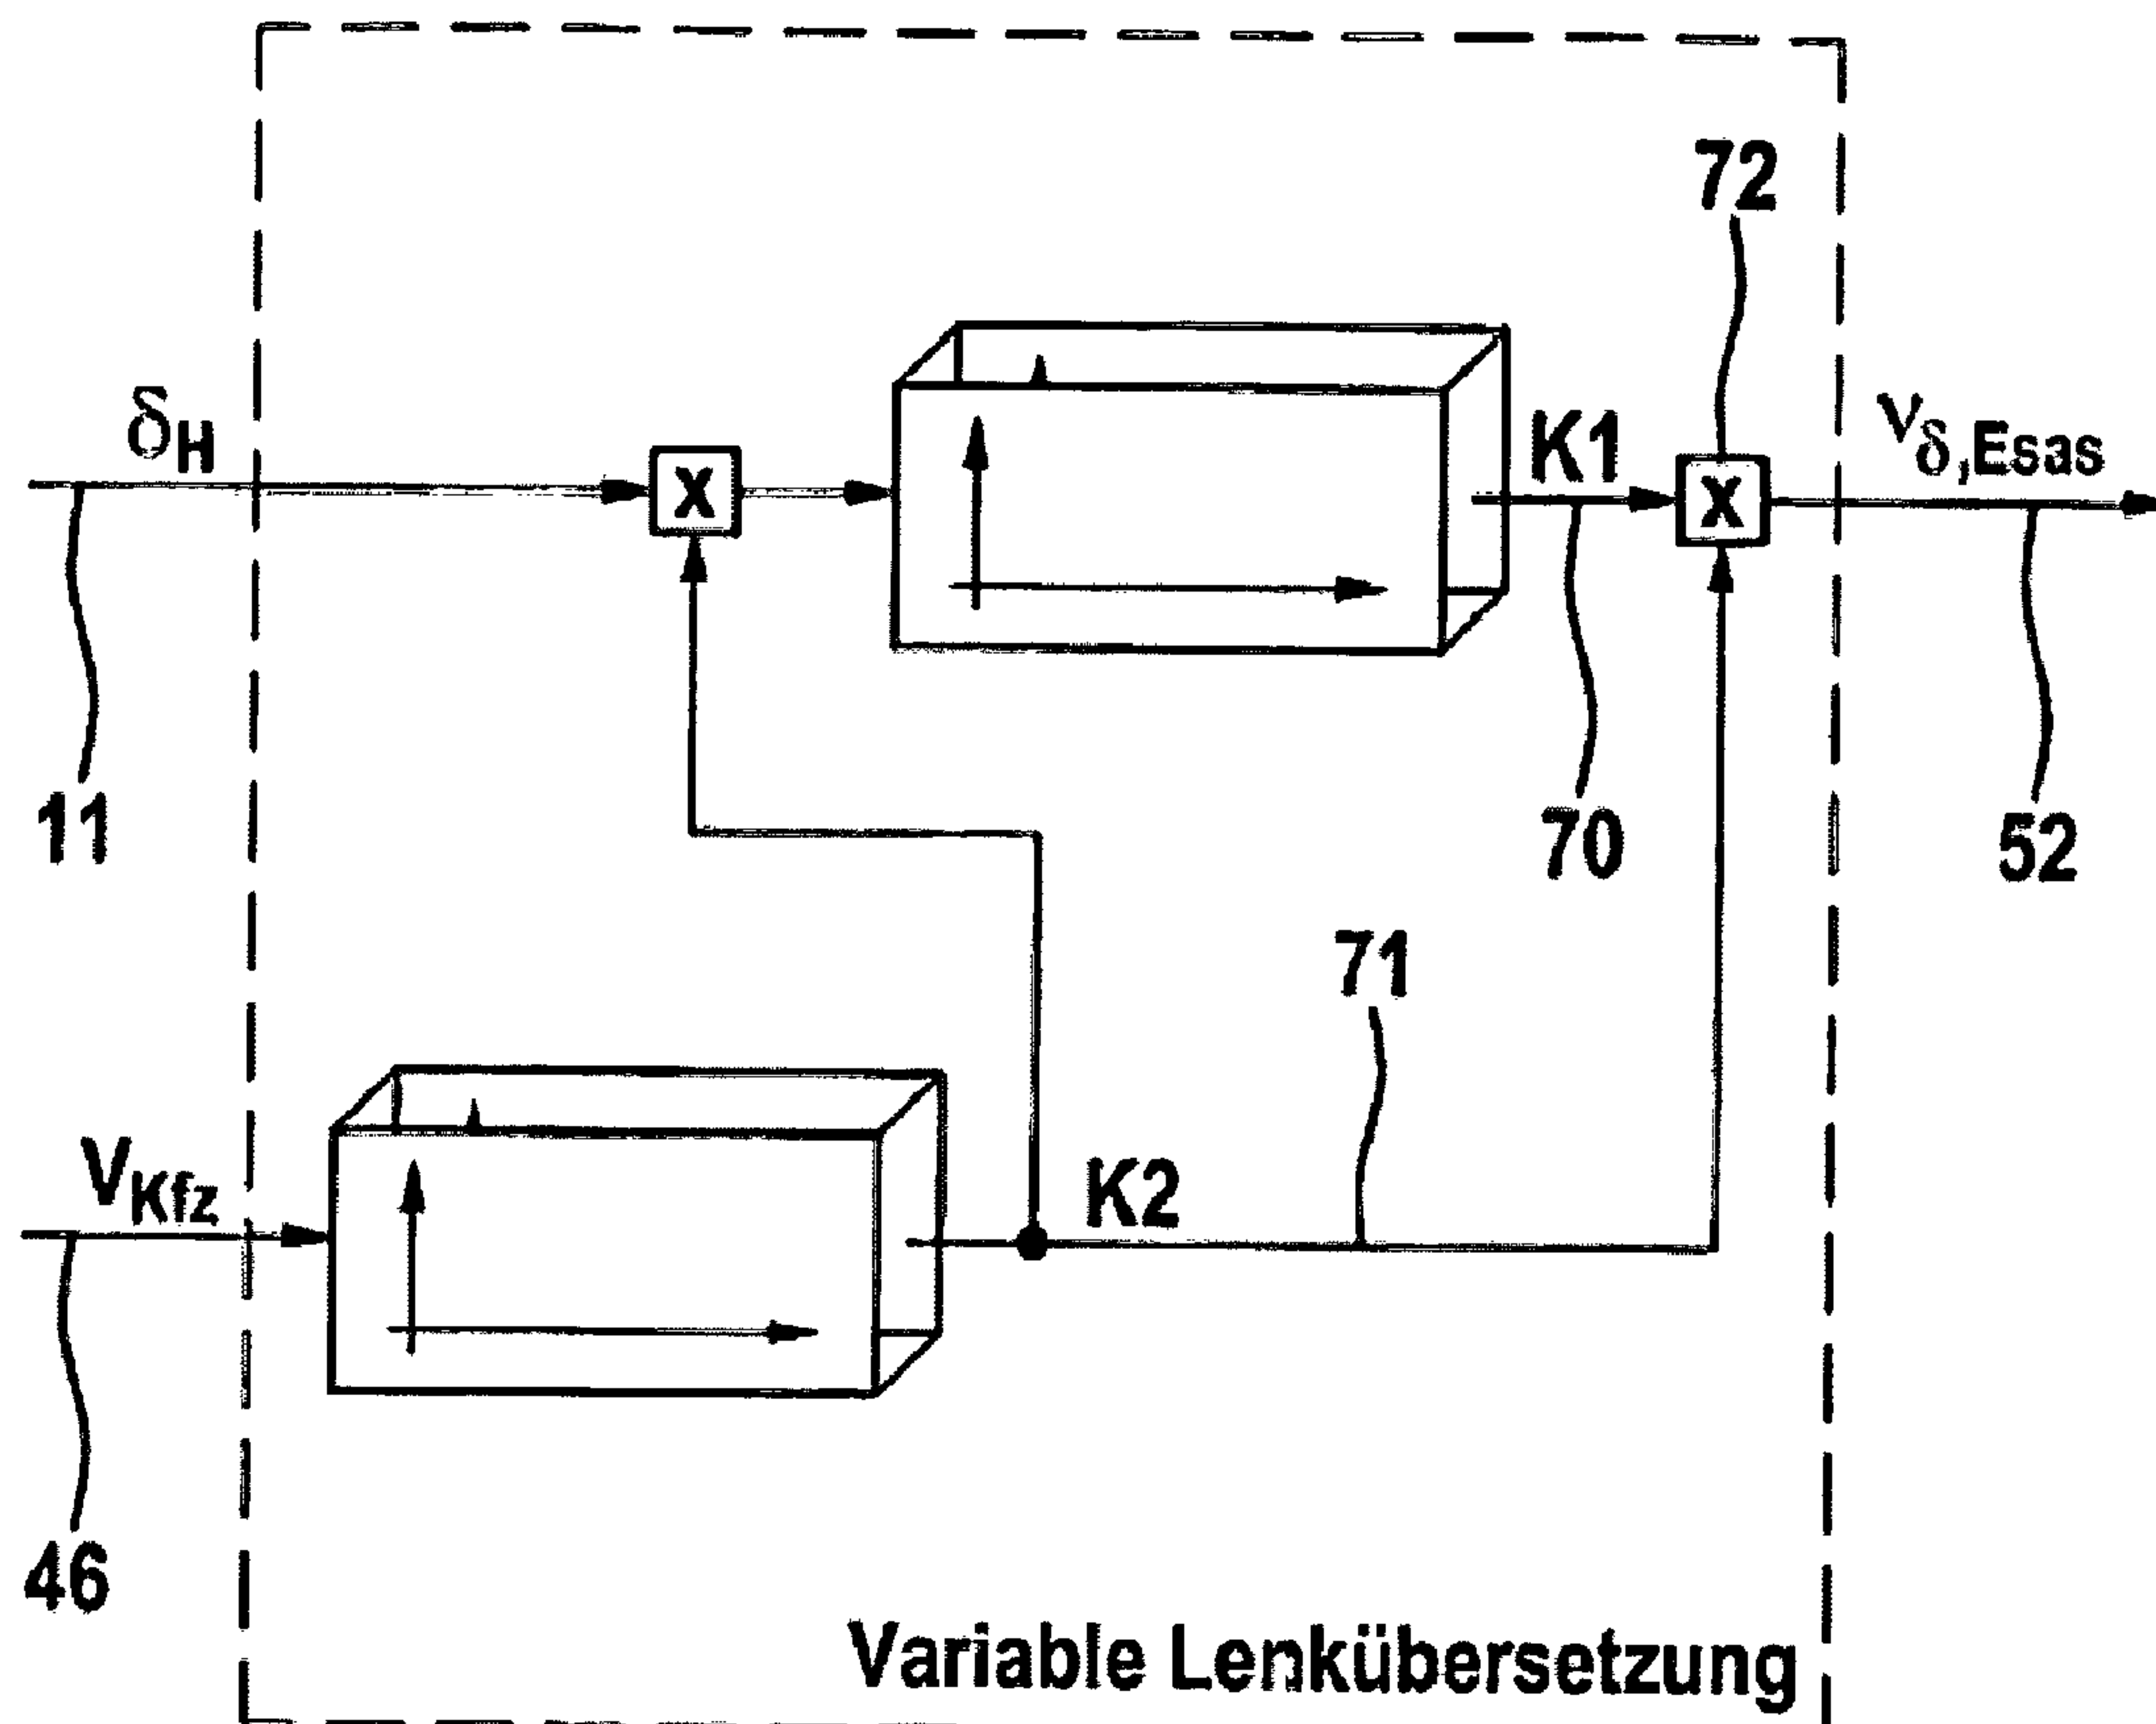 72
δH
X
K1
X
νδ,Esas
11
70
52
71
VKfz
K2
46
Variable Lenkübersetzung